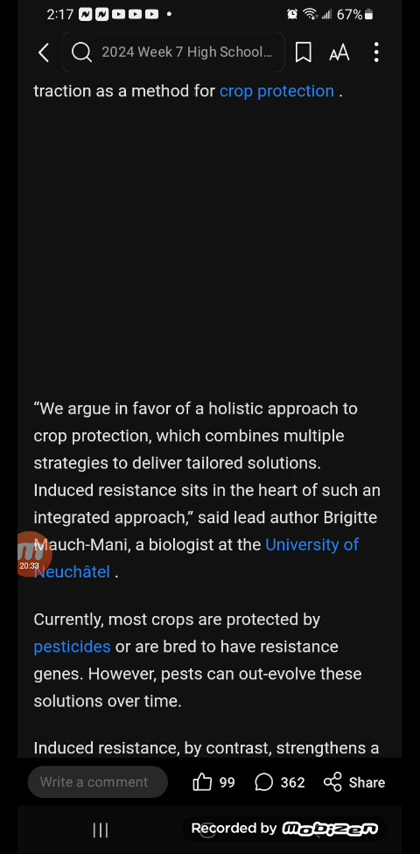 2:17
67%
2024 Week 7 High School...
AA
traction as a method for crop protection .
“We argue in favor of a holistic approach to
crop protection, which combines multiple
strategies to deliver tailored solutions.
Induced resistance sits in the heart of such an
integrated approach,” said lead author Brigitte
Mauch-Mani, a biologist at the University of
Neuchâtel .
20:33
Currently, most crops are protected by
pesticides or are bred to have resistance
genes. However, pests can out-evolve these
solutions over time.
Induced resistance, by contrast, strengthens a
Write a comment 99 362 Share
Recorded by mobizen